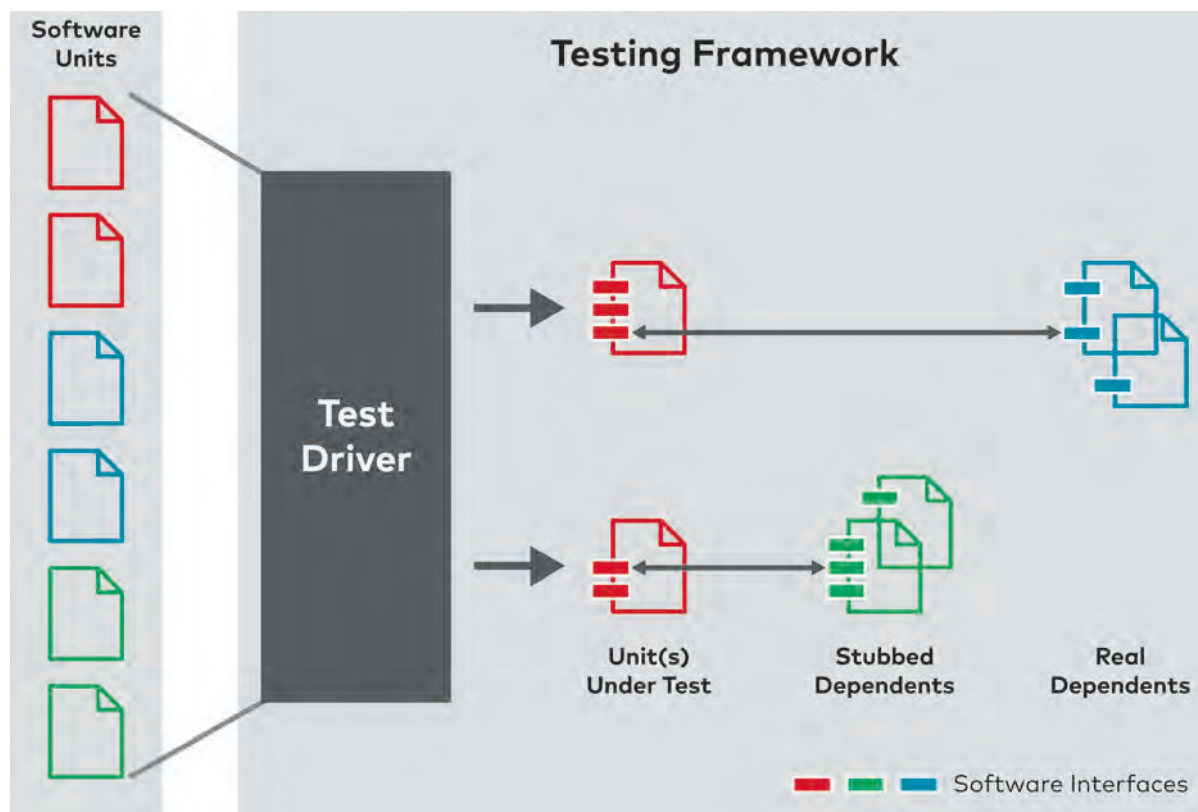 Software
Units
Testing Framework
Test
Driver
Unit(s)
Under Test
Stubbed
Dependents
Real
Dependents
Software Interfaces